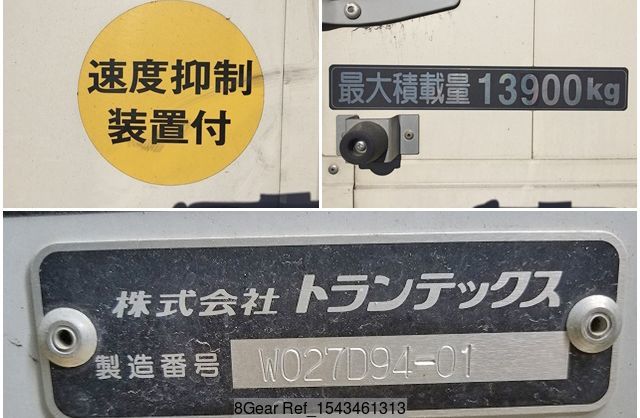 速度抑制
装置付
最大積載量 13900kg
株式会社 トランテックス
製造番号 W027D94-01
8Gear Ref_1543461313